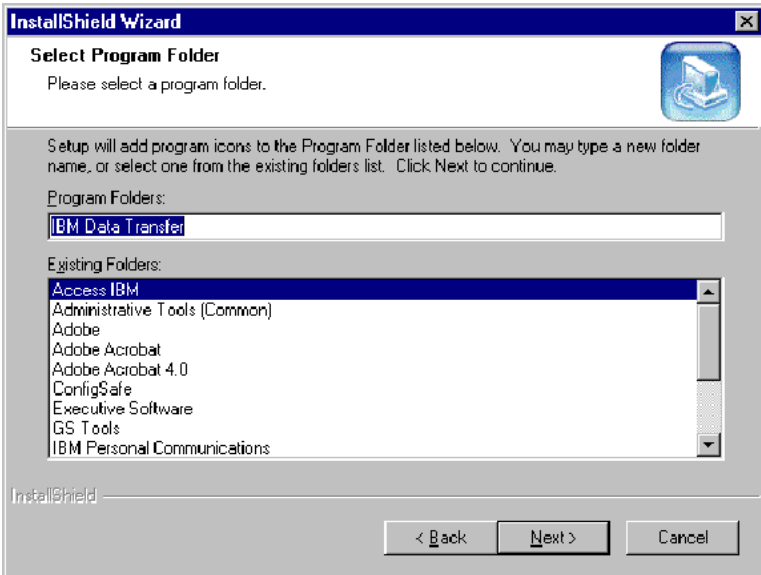 InstallShield Wizard
Select Program Folder
Please select a program folder.
Setup will add program icons to the Program Folder listed below. You may type a new folder
name, or select one from the existing folders list. Click Next to continue.
Program Folders:
IBM Data Transfer
Existing Folders:
Access IBM
Administrative Tools (Common)
Adobe
Adobe Acrobat
Adobe Acrobat 4.0
ConfigSafe
Executive Software
GS Tools
IBM Personal Communications
InstallShield
< Back Next > Cancel